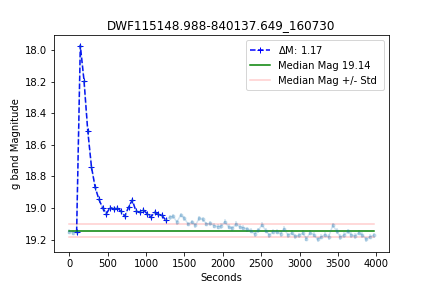 DWF115148.988-840137.649_160730
ΔM: 1.17
Median Mag 19.14
Median Mag +/- Std
g band Magnitude
18.0
18.2
18.4
18.6
18.8
19.0
19.2
0 500 1000 1500 2000 2500 3000 3500 4000
Seconds